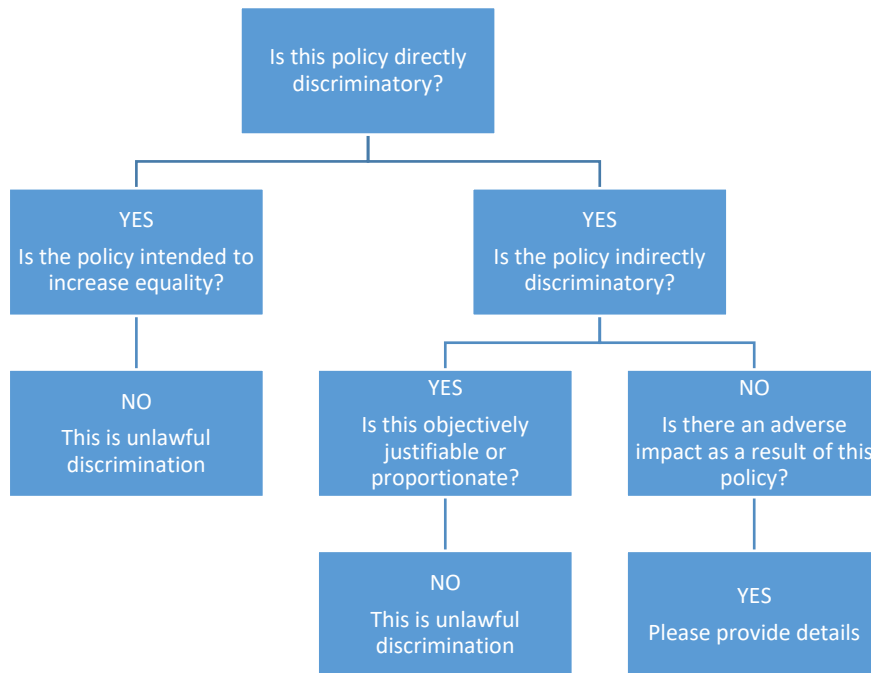 Is this policy directly
discriminatory?
YES
Is the policy intended to
increase equality?
YES
Is the policy indirectly
discriminatory?
NO
This is unlawful
discrimination
YES
Is this objectively
justifiable or
proportionate?
NO
Is there an adverse
impact as a result of this
policy?
NO
This is unlawful
discrimination
YES
Please provide details